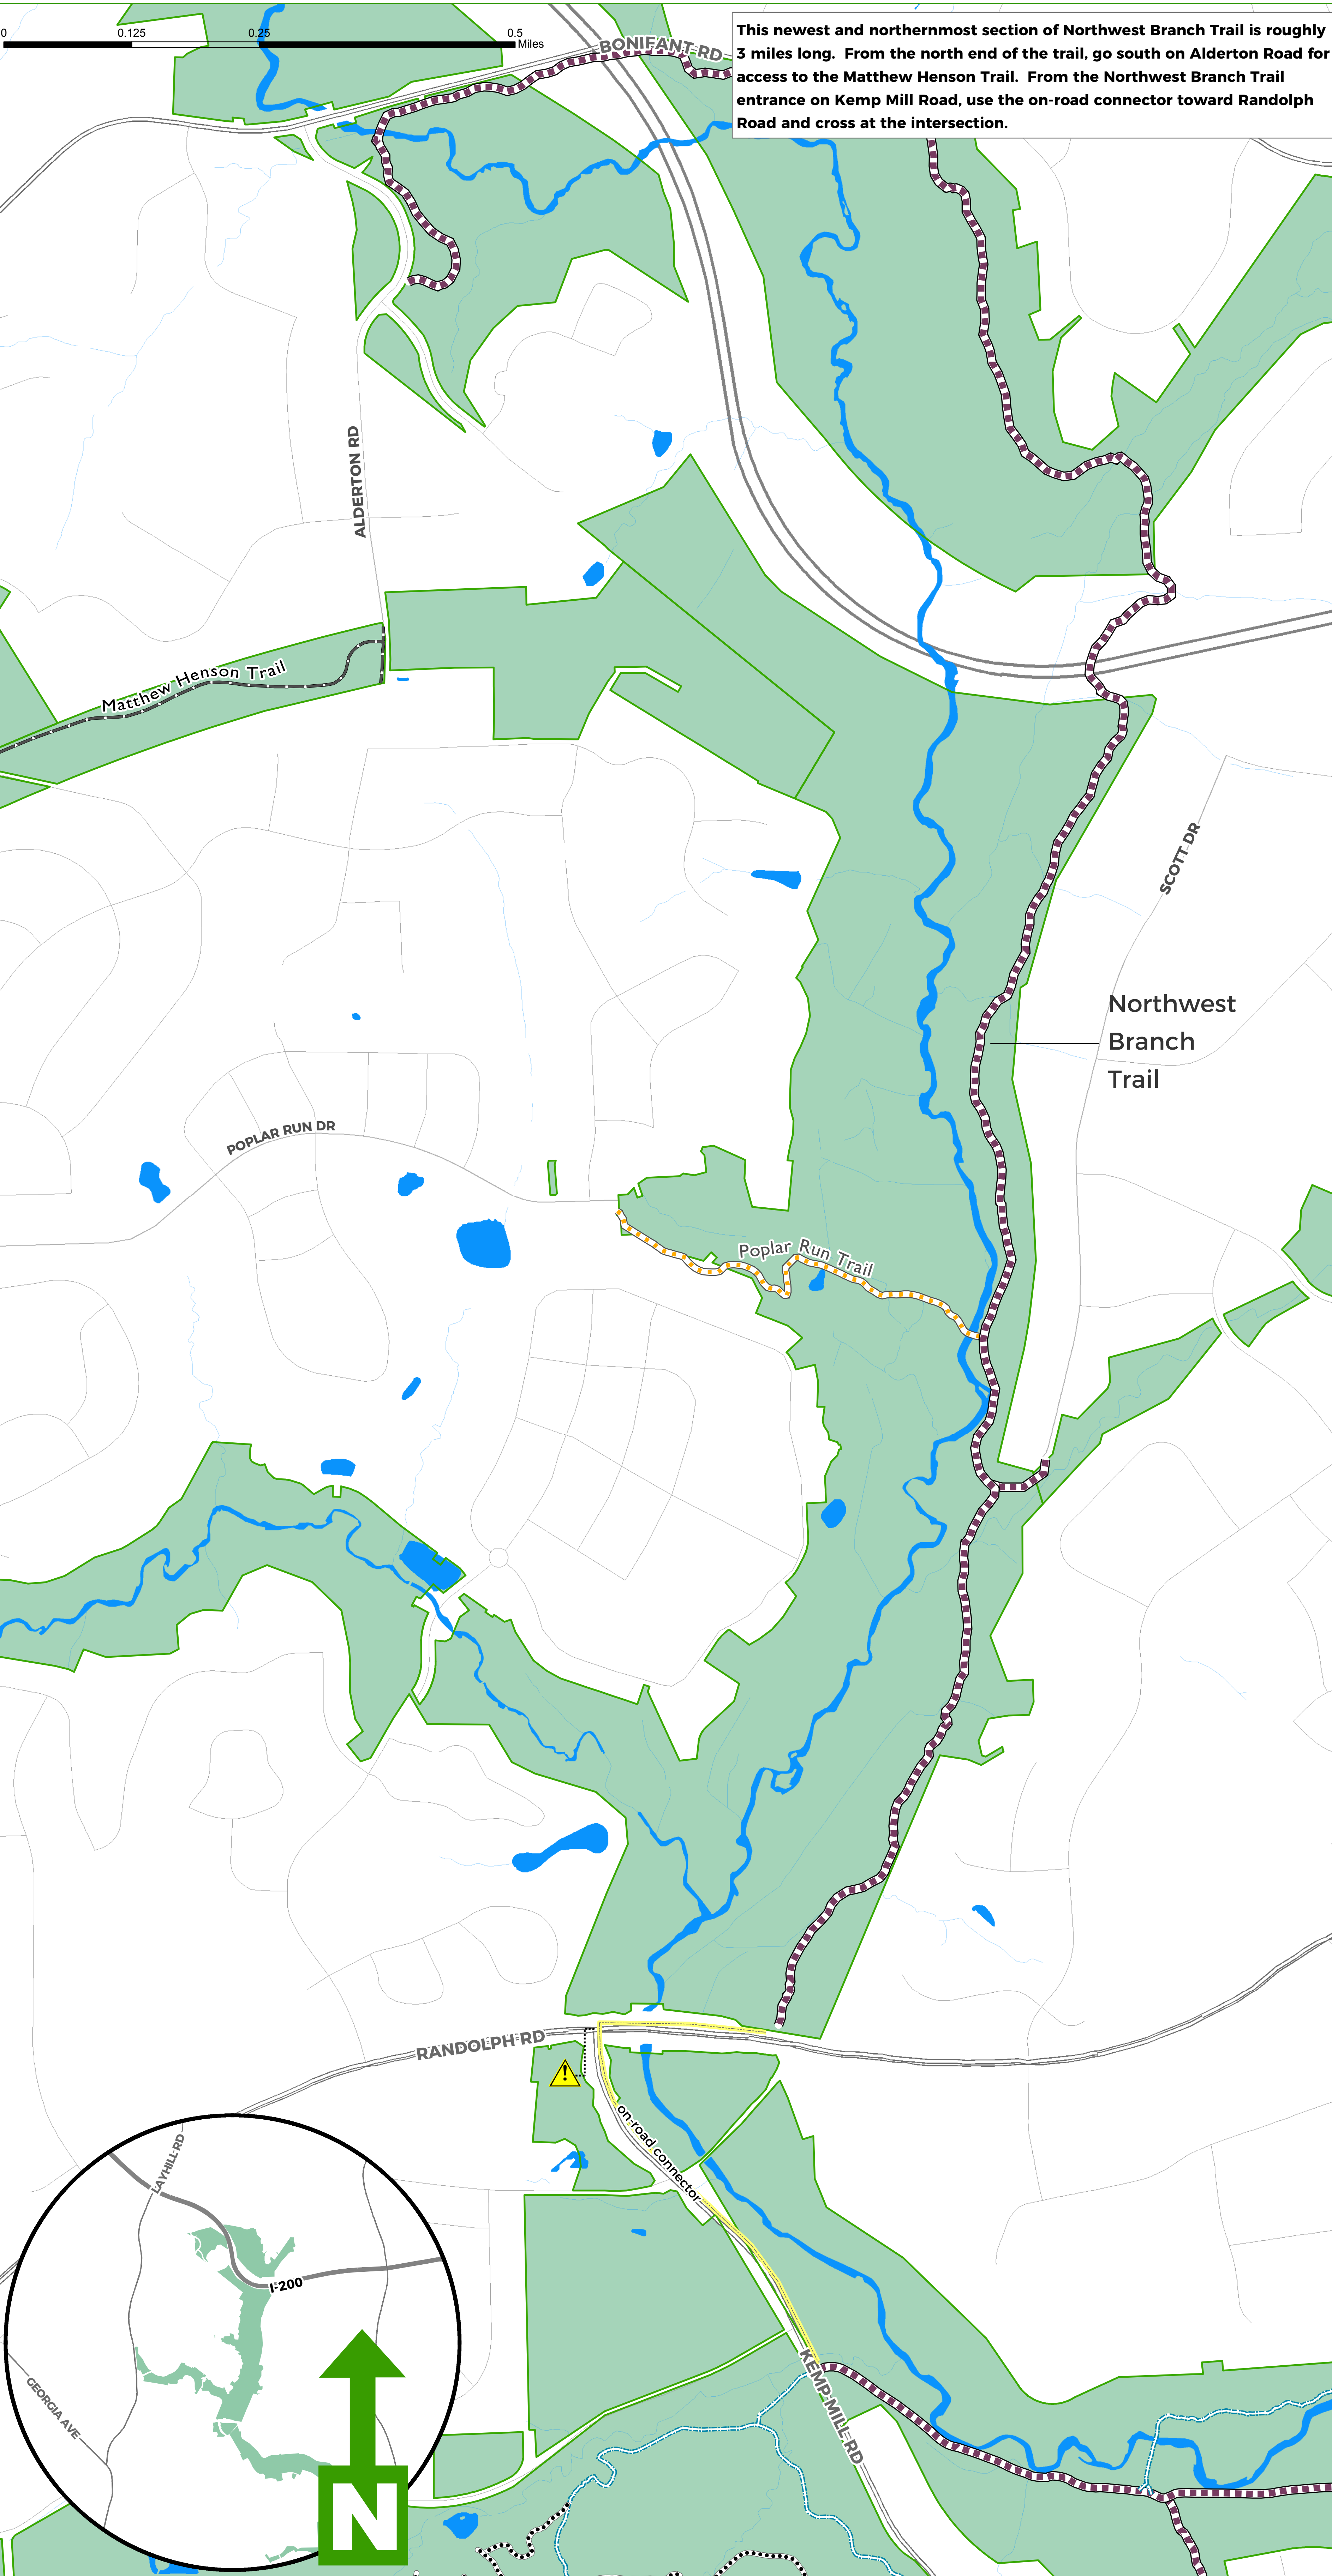 0 0.125 0.25 0.5
Miles
BONIFANT RD
This newest and northernmost section of Northwest Branch Trail is roughly
3 miles long. From the north end of the trail, go south on Alderton Road for
access to the Matthew Henson Trail. From the Northwest Branch Trail
entrance on Kemp Mill Road, use the on-road connector toward Randolph
Road and cross at the intersection.
ALDERTON RD
Matthew Henson Trail
SCOTT DR
Northwest
Branch
Trail
POPLAR RUN DR
Poplar Run Trail
RANDOLPH RD
!
on-road connector
LAYHILL RD
I-200
GEORGIA AVE
KEMP MILL RD
N